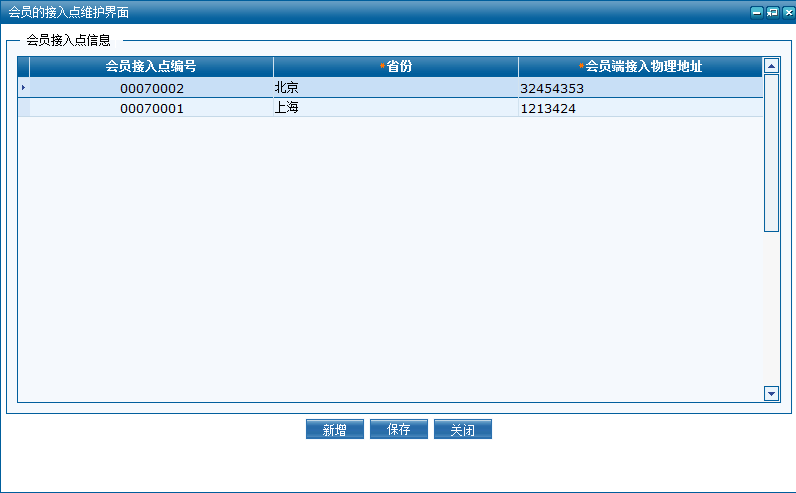 会员的接入点维护界面
会员接入点信息
会员接入点编号 *省份 *会员端接入物理地址
00070002 北京 32454353
00070001 上海 1213424
新增 保存 关闭